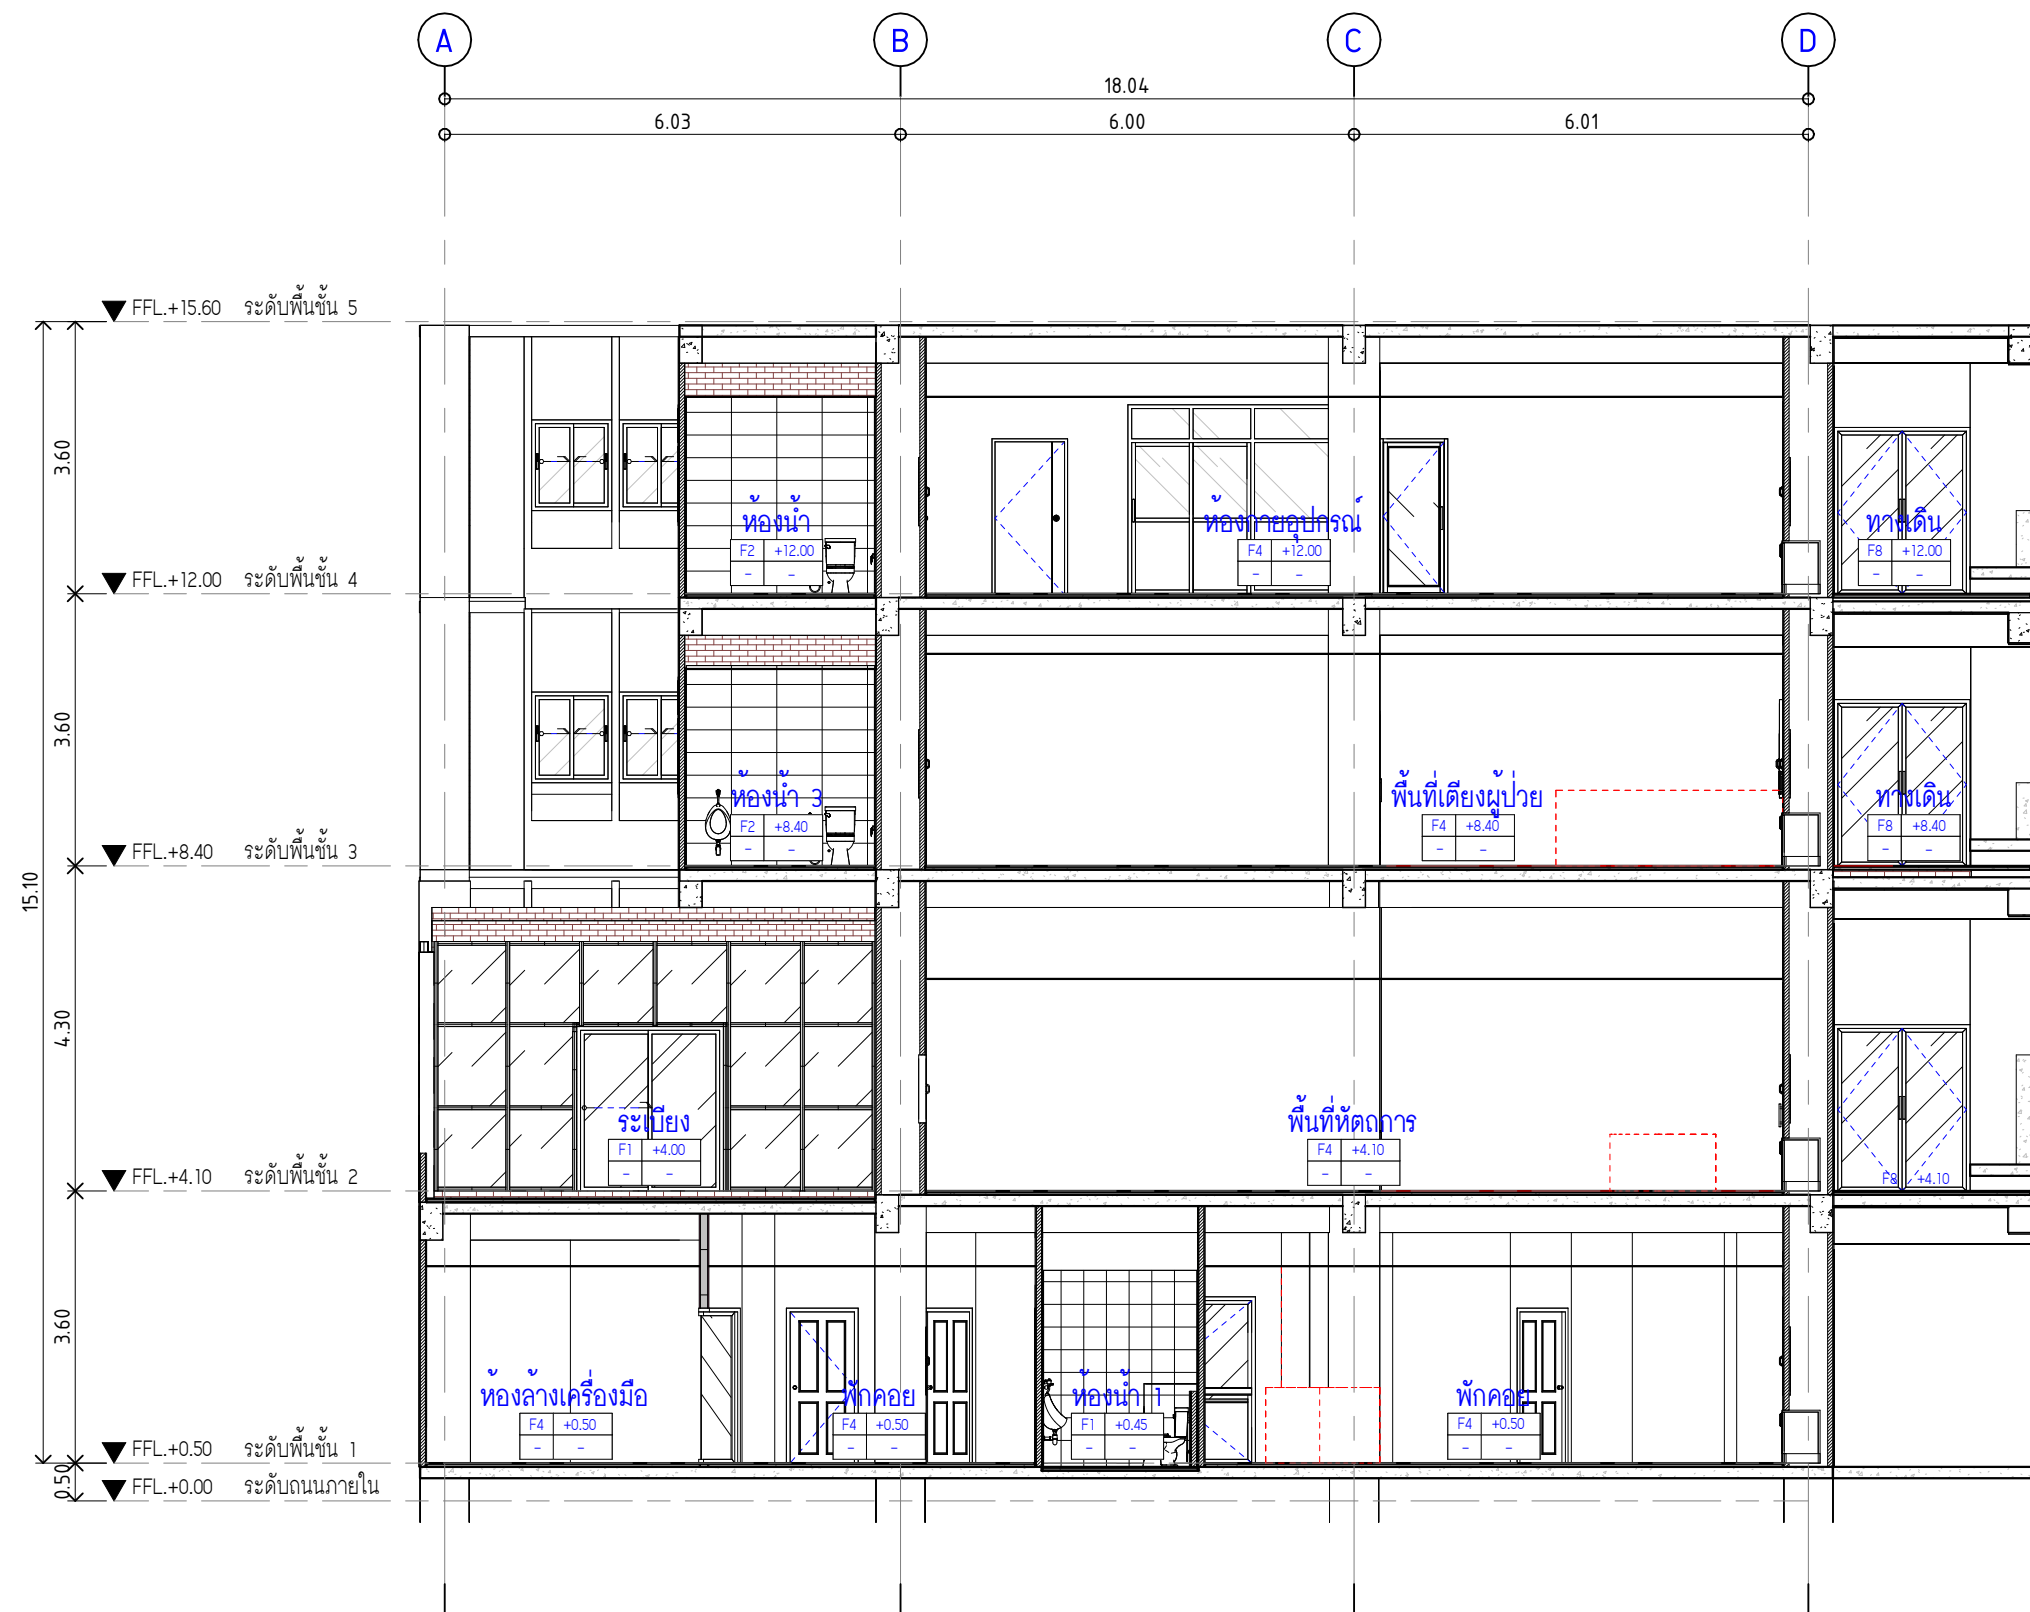 A B C D
18.04
6.03 6.00 6.01
FFL.+15.60 ระดับพื้นชั้น 5
3.60
ห้องน้ำ ห้องกายอุปกรณ์ ทางเดิน
F2 +12.00 F4 +12.00 F8 +12.00
- - - - - -
FFL.+12.00 ระดับพื้นชั้น 4
3.60
ห้องน้ำ 3 พื้นที่เตียงผู้ป่วย ทางเดิน
F2 +8.40 F4 +8.40 F8 +8.40
- - - - - -
FFL.+8.40 ระดับพื้นชั้น 3
15.10
4.30
ระเบียง พื้นที่หัตถการ
F1 +4.00 F4 +4.10
- - - -
F8 +4.10
FFL.+4.10 ระดับพื้นชั้น 2
3.60
ห้องล้างเครื่องมือ พักคอย ห้องน้ำ 1 พักคอย
F4 +0.50 F4 +0.50 F1 +0.45 F4 +0.50
- - - - - - - -
FFL.+0.50 ระดับพื้นชั้น 1
0.50
FFL.+0.00 ระดับถนนภายใน